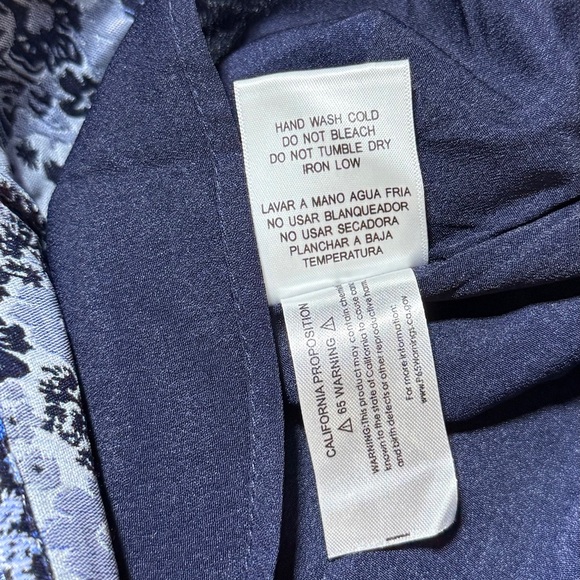 HAND WASH COLD
DO NOT BLEACH
DO NOT TUMBLE DRY
IRON LOW
LAVAR A MANO AGUA FRIA
NO USAR BLANQUEADOR
NO USAR SECADORA
PLANCHAR A BAJA
TEMPERATURA
CALIFORNIA PROPOSITION
⚠ 65 WARNING ⚠
WARNING:This product may contain
known to the state of California to cause
and birth defects or other reproductive harm.
For more information:
www.P65Warnings.ca.gov